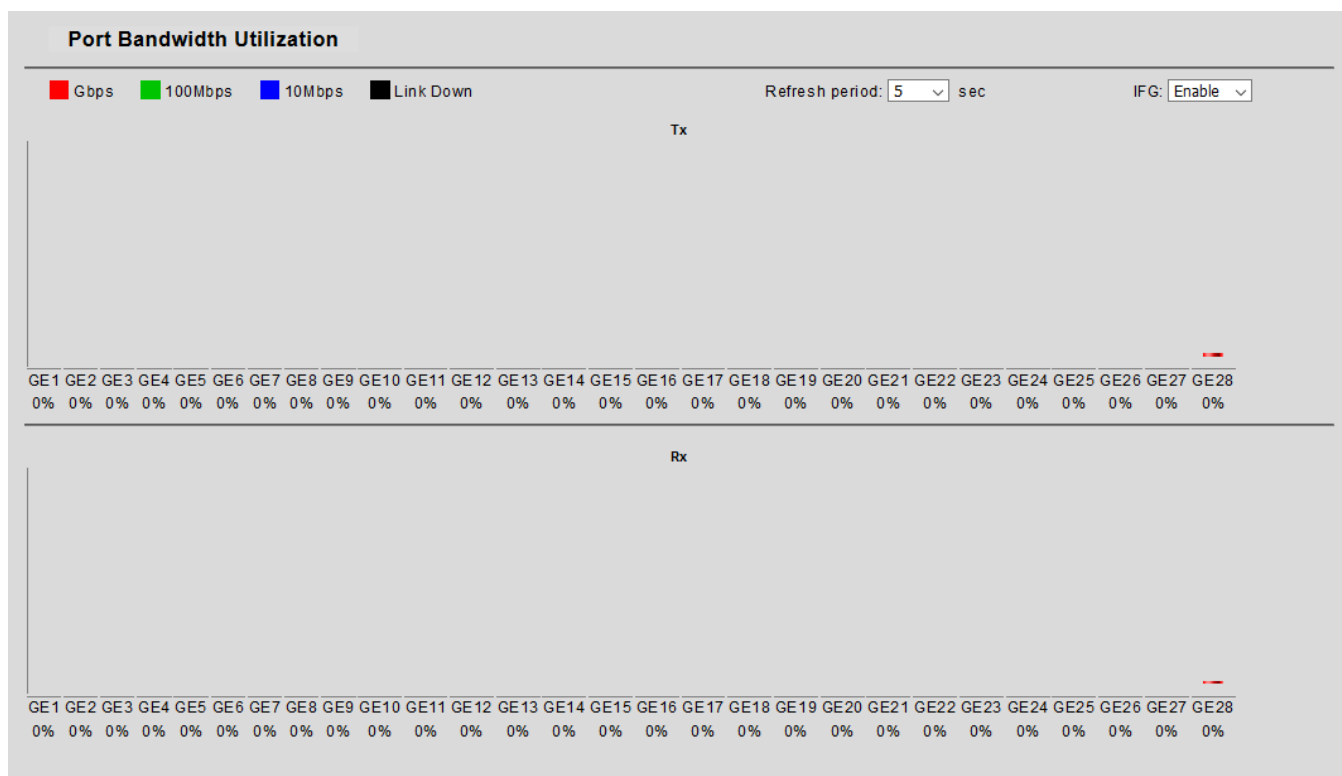 Port Bandwidth Utilization
Gbps 100Mbps 10Mbps Link Down Refresh period: 5 sec IFG: Enable
Tx
GE1 GE2 GE3 GE4 GE5 GE6 GE7 GE8 GE9 GE10 GE11 GE12 GE13 GE14 GE15 GE16 GE17 GE18 GE19 GE20 GE21 GE22 GE23 GE24 GE25 GE26 GE27 GE28
0% 0% 0% 0% 0% 0% 0% 0% 0% 0% 0% 0% 0% 0% 0% 0% 0% 0% 0% 0% 0% 0% 0% 0% 0% 0% 0% 0%
Rx
GE1 GE2 GE3 GE4 GE5 GE6 GE7 GE8 GE9 GE10 GE11 GE12 GE13 GE14 GE15 GE16 GE17 GE18 GE19 GE20 GE21 GE22 GE23 GE24 GE25 GE26 GE27 GE28
0% 0% 0% 0% 0% 0% 0% 0% 0% 0% 0% 0% 0% 0% 0% 0% 0% 0% 0% 0% 0% 0% 0% 0% 0% 0% 0% 0%